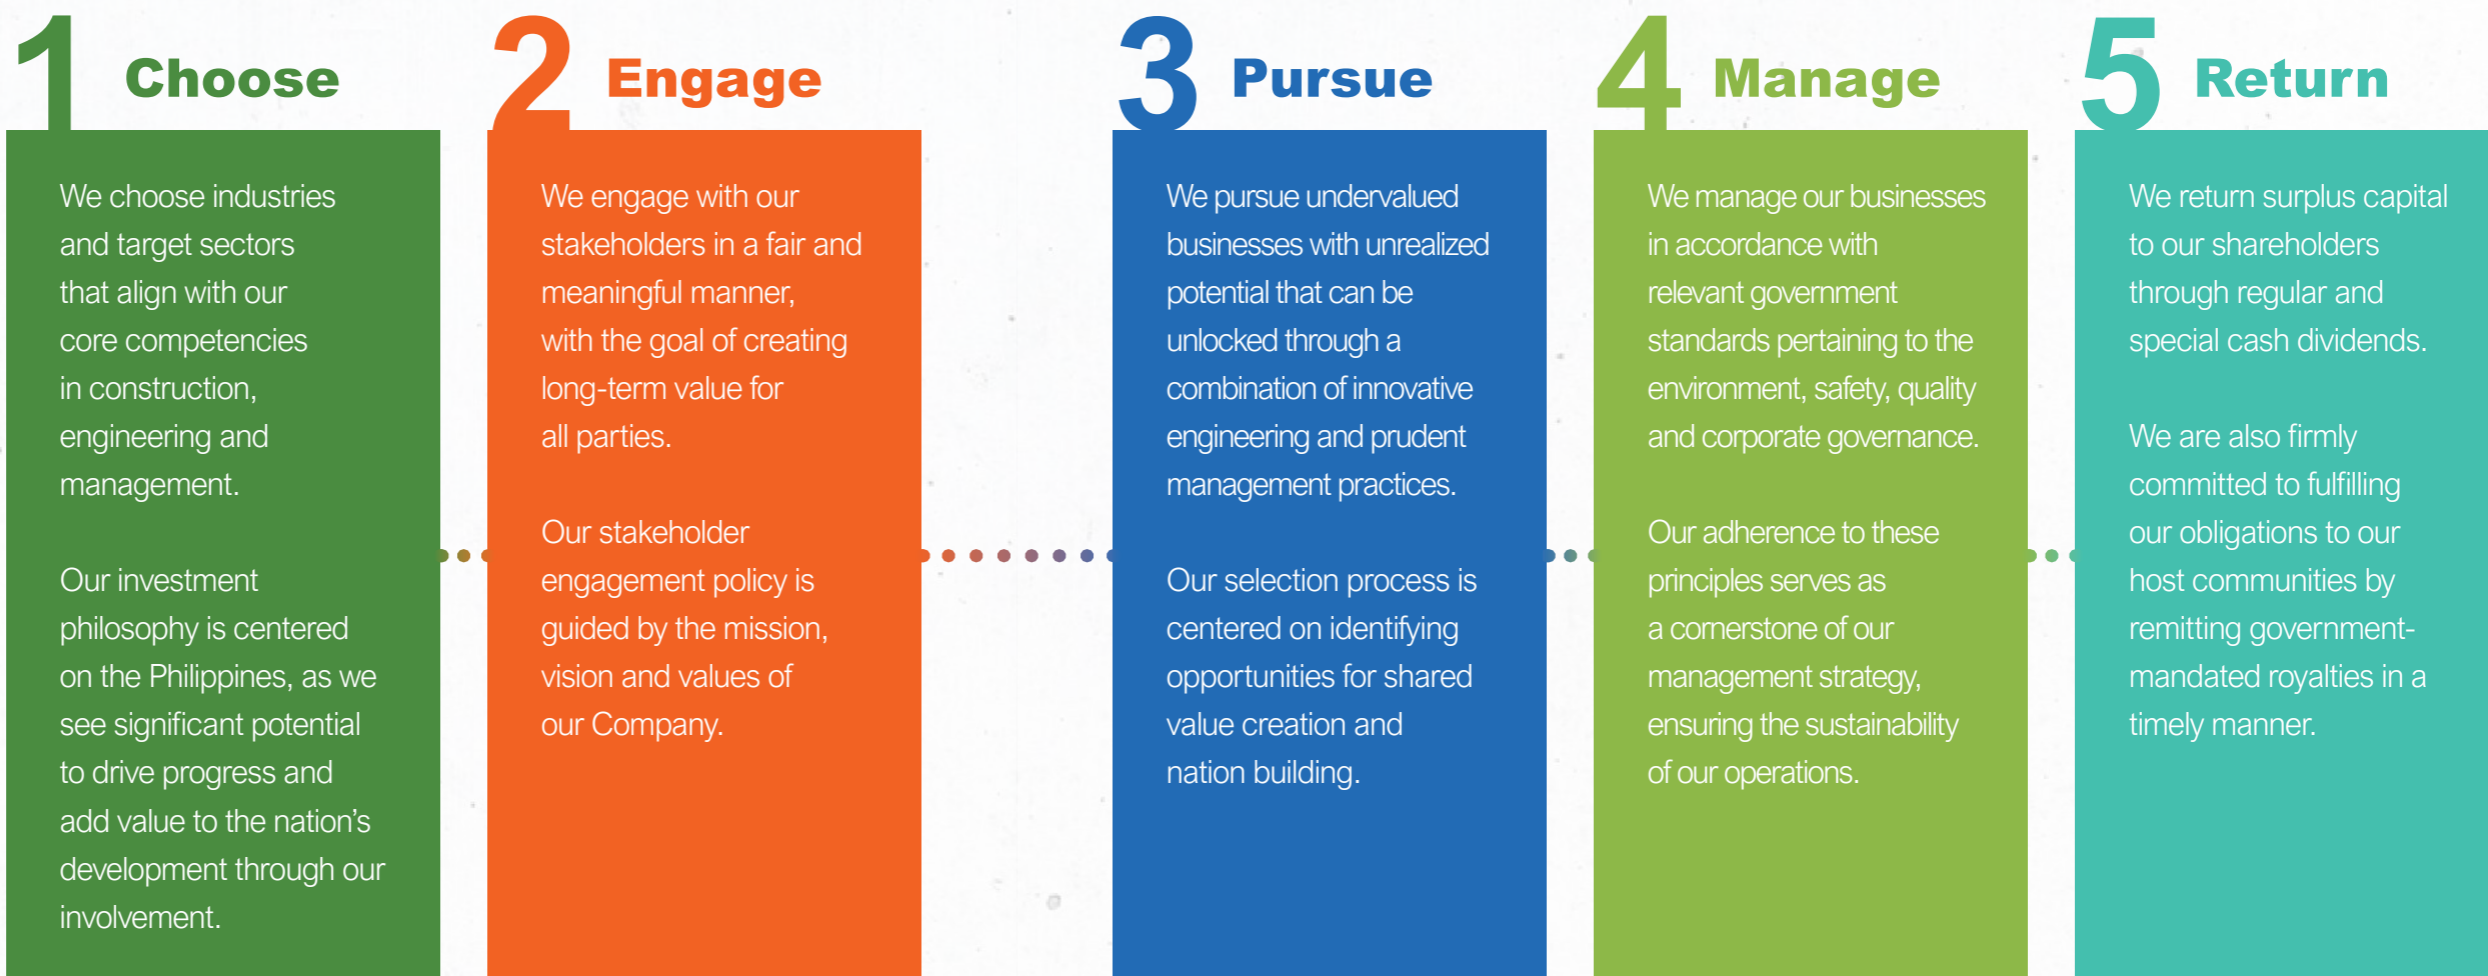 1 Choose
We choose industries
and target sectors
that align with our
core competencies
in construction,
engineering and
management.
Our investment
philosophy is centered
on the Philippines, as we
see significant potential
to drive progress and
add value to the nation’s
development through our
involvement.
2 Engage
We engage with our
stakeholders in a fair and
meaningful manner,
with the goal of creating
long-term value for
all parties.
Our stakeholder
engagement policy is
guided by the mission,
vision and values of
our Company.
3 Pursue
We pursue undervalued
businesses with unrealized
potential that can be
unlocked through a
combination of innovative
engineering and prudent
management practices.
Our selection process is
centered on identifying
opportunities for shared
value creation and
nation building.
4 Manage
We manage our businesses
in accordance with
relevant government
standards pertaining to the
environment, safety, quality
and corporate governance.
Our adherence to these
principles serves as
a cornerstone of our
management strategy,
ensuring the sustainability
of our operations.
5 Return
We return surplus capital
to our shareholders
through regular and
special cash dividends.
We are also firmly
committed to fulfilling
our obligations to our
host communities by
remitting government-
mandated royalties in a
timely manner.